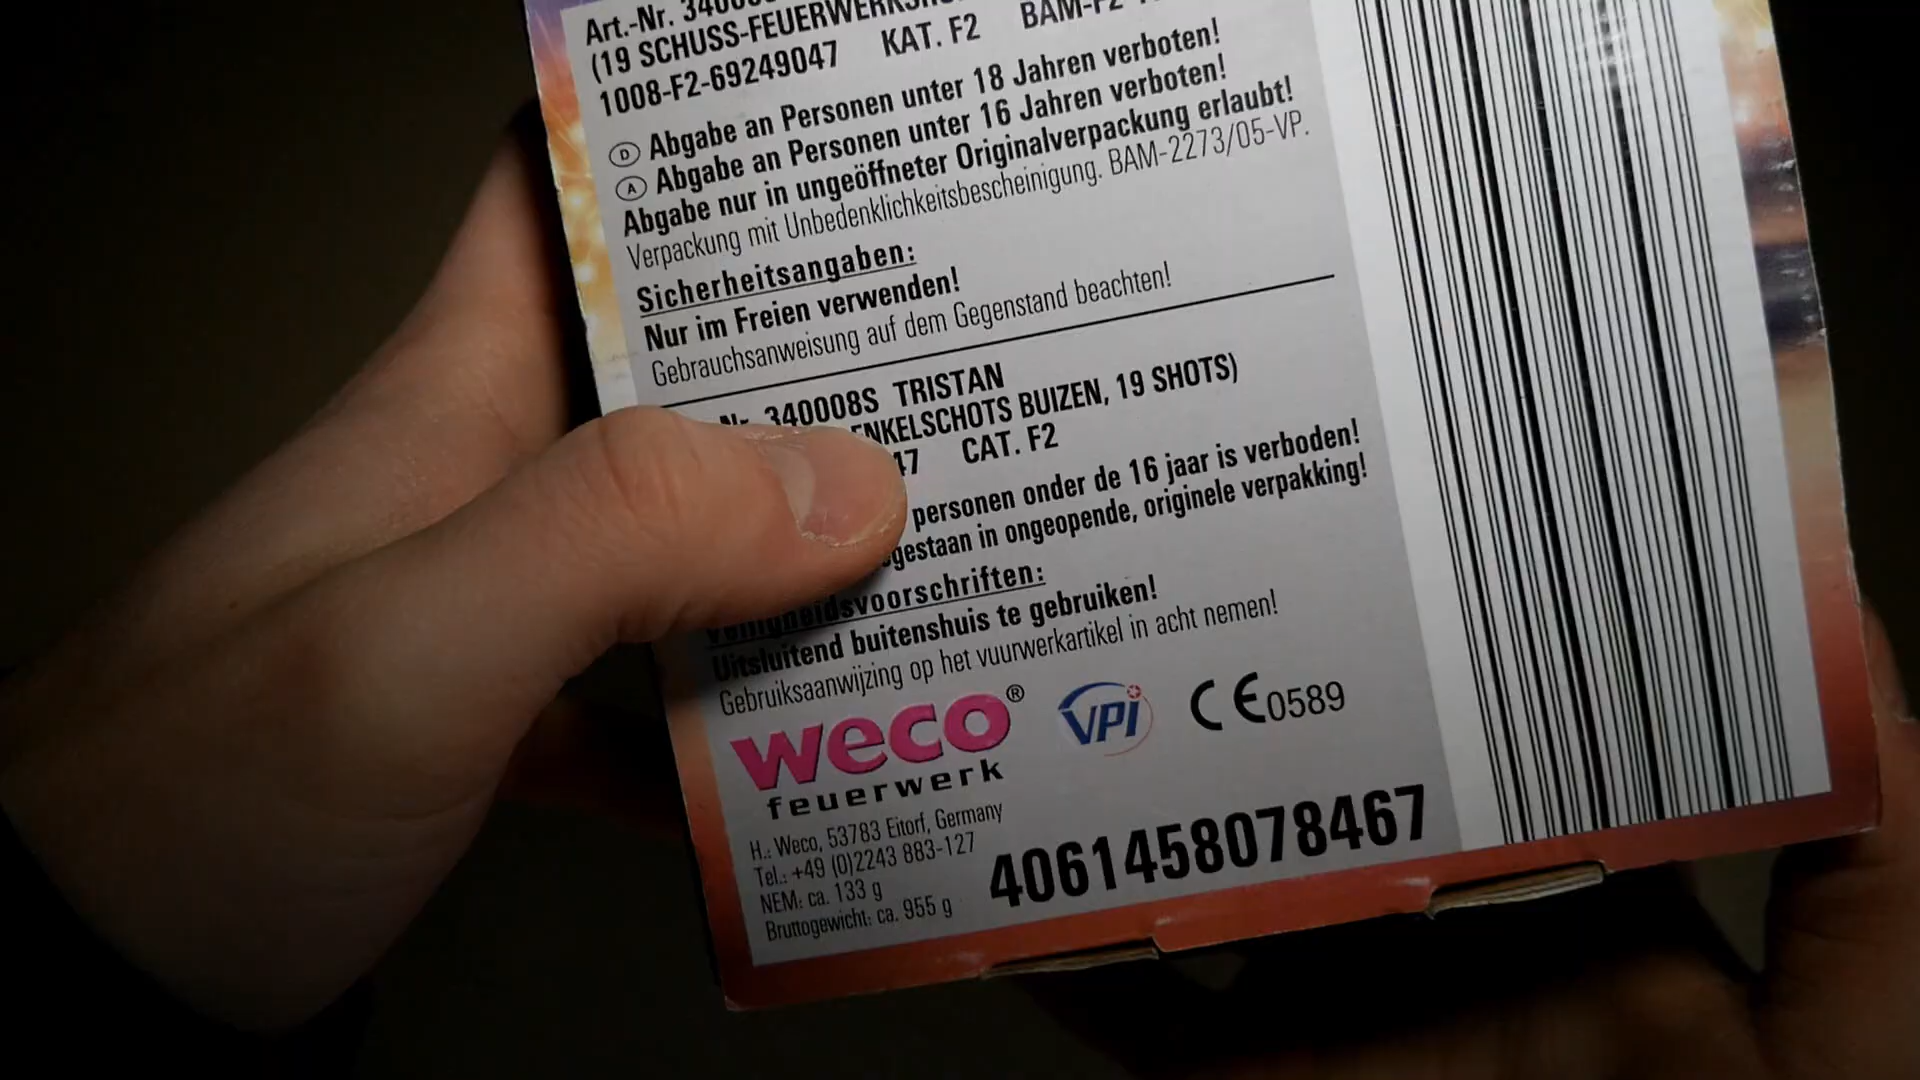 Art.-Nr.
(19 SCHUSS-FEUERWERKS
1008-F2-69249047 KAT. F2 BAM-F2
D Abgabe an Personen unter 18 Jahren verboten!
A Abgabe an Personen unter 16 Jahren verboten!
Abgabe nur in ungeöffneter Originalverpackung erlaubt!
Verpackung mit Unbedenklichkeitsbescheinigung. BAM-2273/05-VP.
Sicherheitsangaben:
Nur im Freien verwenden!
Gebrauchsanweisung auf dem Gegenstand beachten!
Nr. 340008S TRISTAN
ENKELSCHOTS BUIZEN, 19 SHOTS)
47 CAT. F2
personen onder de 16 jaar is verboden!
gestaan in ongeopende, originele verpakking!
Veiligheidsvoorschriften:
Uitsluitend buitenshuis te gebruiken!
Gebruiksaanwijzing op het vuurwerkartikel in acht nemen!
weco® VPi CE0589
feuerwerk
H.: Weco, 53783 Eitorf, Germany
Tel.: +49 (0)2243 883-127
NEM: ca. 133 g
Bruttogewicht: ca. 955 g
4061458078467